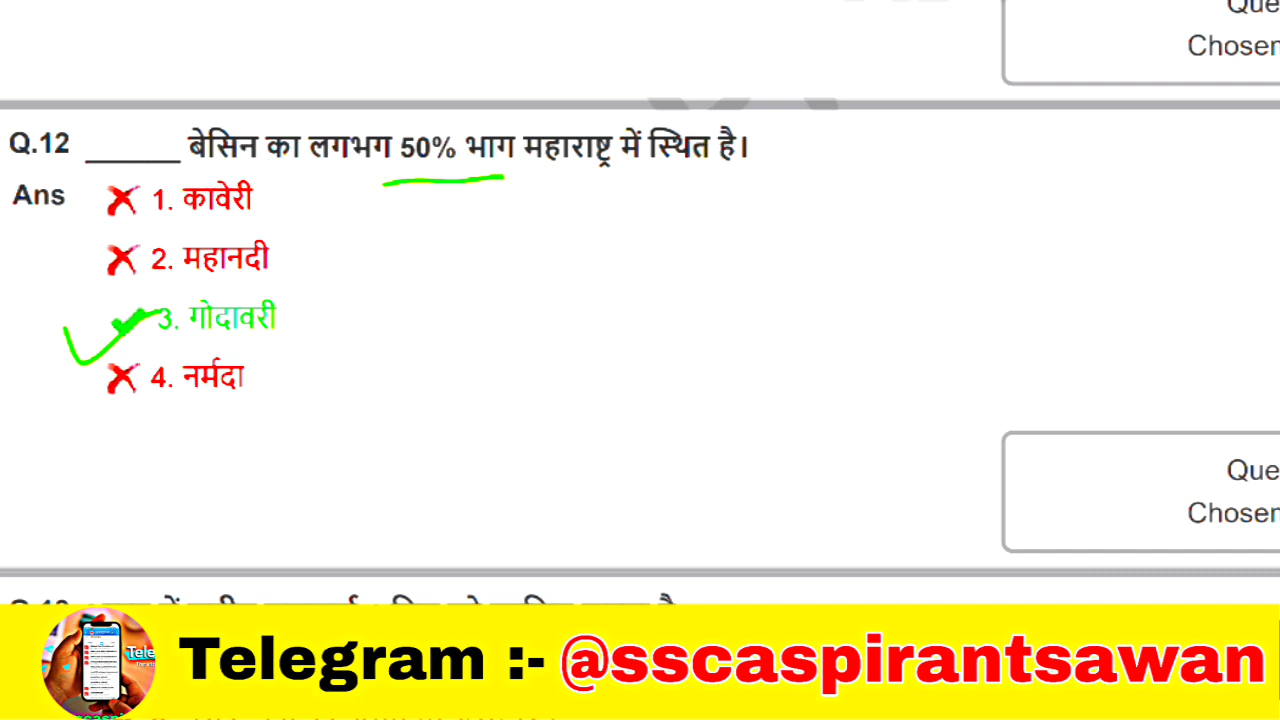 Que
Chosen
Q.12 ______ बेसिन का लगभग 50% भाग महाराष्ट्र में स्थित है।
Ans 1. कावेरी
2. महानदी
3. गोदावरी
4. नर्मदा
Que
Chosen
Telegram :- @sscaspirantsawan